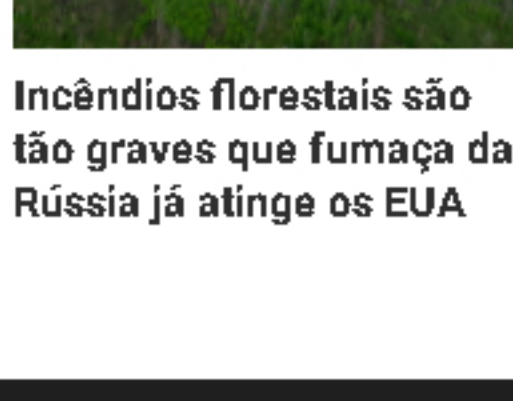 Incêndios florestais são
tão graves que fumaça da
Rússia já atinge os EUA